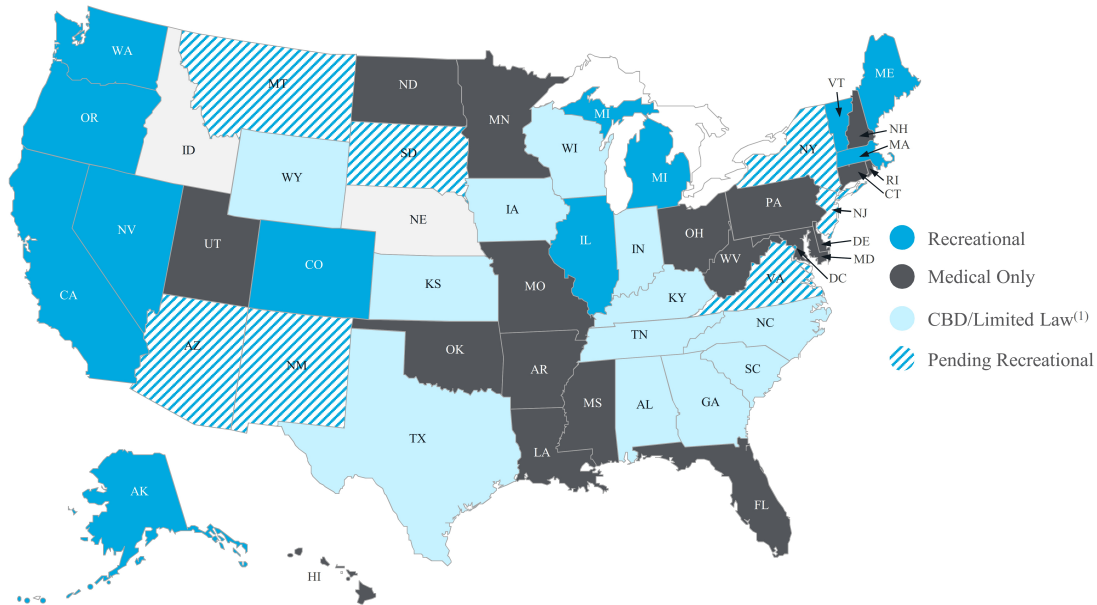 WA
MT
ND
MN
ME
VT
OR
MI
NH
ID
SD
WI
NY
MA
WY
MI
RI
CT
NE
IA
PA
NJ
NV
UT
IL
IN
OH
DE
Recreational
CO
WV
MD
CA
KS
MO
KY
VA
DC
Medical Only
NC
CBD/Limited Law(1)
TN
AZ
OK
NM
AR
SC
Pending Recreational
MS
AL
GA
TX
LA
AK
FL
HI